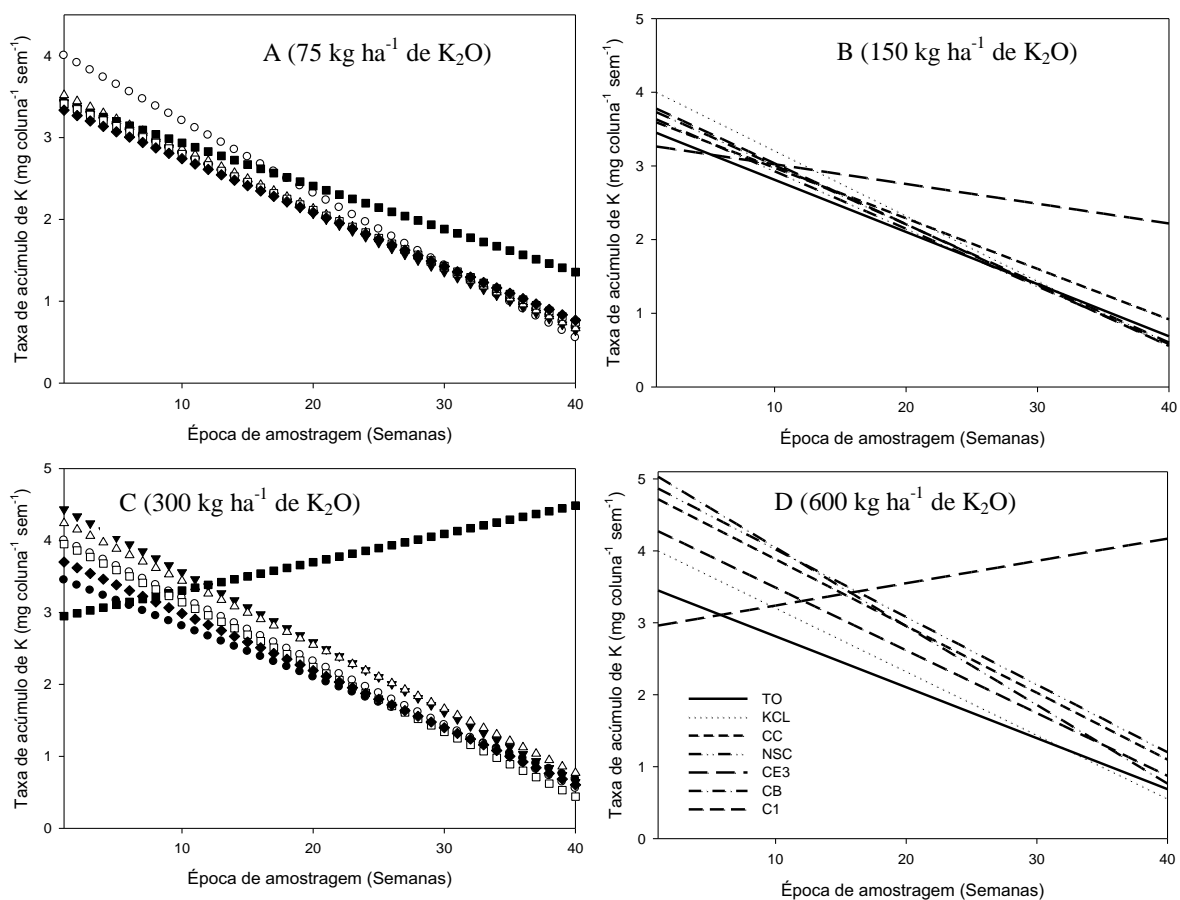 A (75 kg ha-1 de K2O)
Taxa de acúmulo de K (mg coluna-1 sem-1)
4
3
2
1
0
10
20
30
40
Época de amostragem (Semanas)
B (150 kg ha-1 de K2O)
Taxa de acúmulo de K (mg coluna-1 sem-1)
5
4
3
2
1
0
10
20
30
40
Época de amostragem (Semanas)
C (300 kg ha-1 de K2O)
Taxa de acúmulo de K (mg coluna-1 sem-1)
5
4
3
2
1
0
10
20
30
40
Época de amostragem (Semanas)
D (600 kg ha-1 de K2O)
Taxa de acúmulo de K (mg coluna-1 sem-1)
5
4
3
2
1
0
TO
KCL
CC
NSC
CE3
CB
C1
10
20
30
40
Época de amostragem (Semanas)